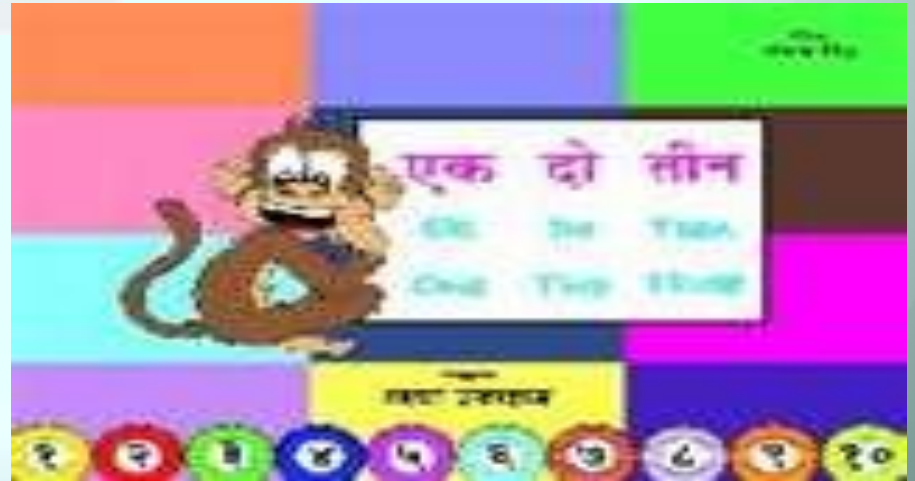 एक दो तीन
Ek Do Teen
One Two Three
१ २ ३ ४ ५ ६ ७ ८ ९ १०